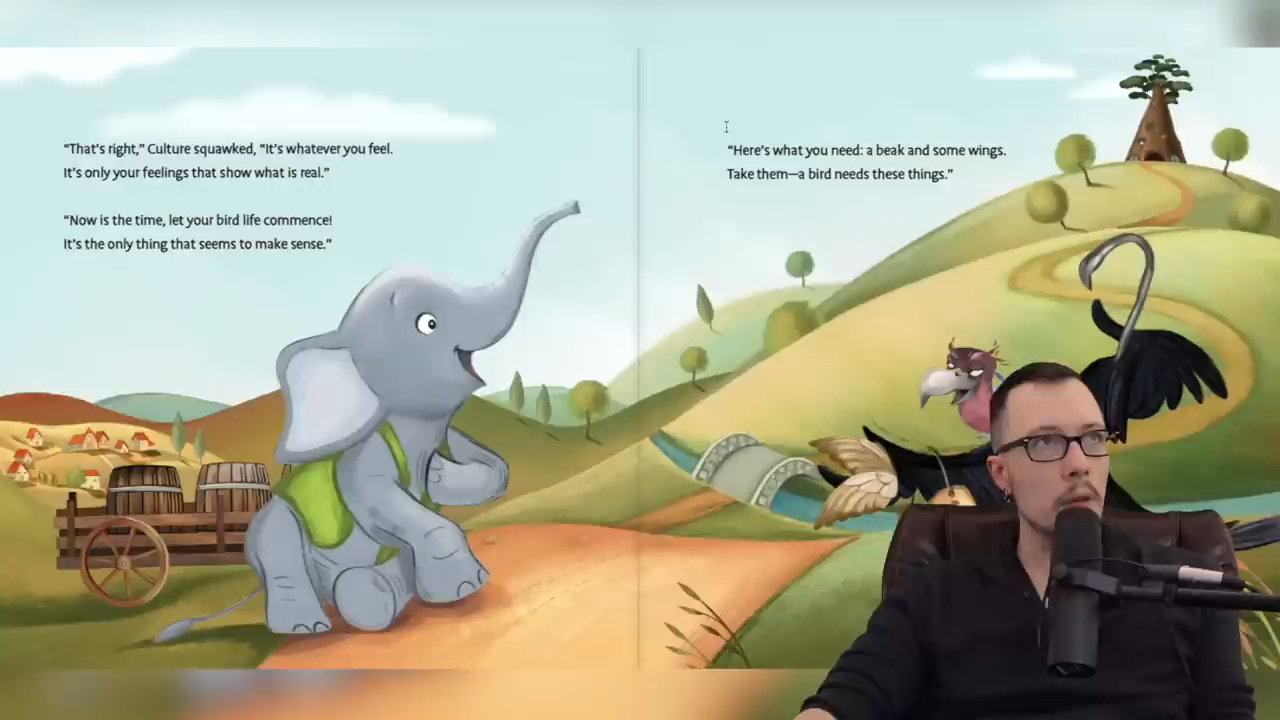 “That’s right,” Culture squawked, “It’s whatever you feel.
It’s only your feelings that show what is real.”
“Now is the time, let your bird life commence!
It’s the only thing that seems to make sense.”
“Here’s what you need: a beak and some wings.
Take them—a bird needs these things.”